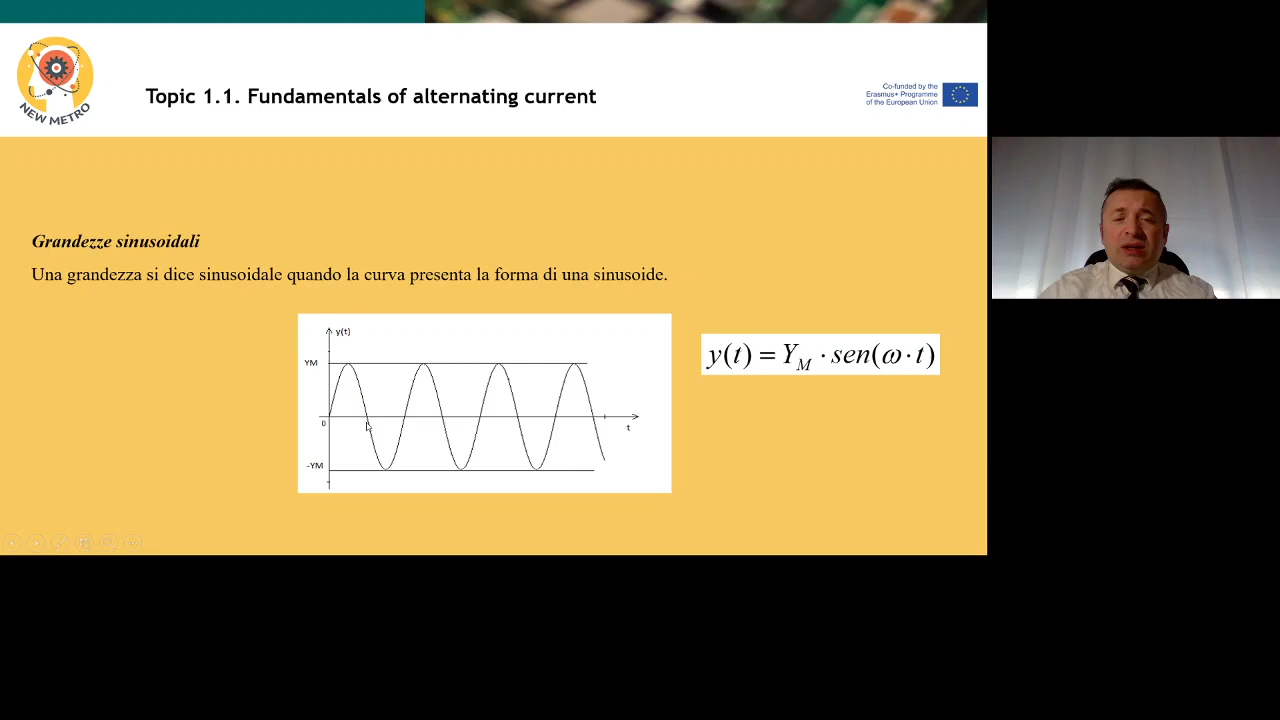 NEW METRO
Topic 1.1. Fundamentals of alternating current
Co-funded by the
Erasmus+ Programme
of the European Union
Grandezze sinusoidali
Una grandezza si dice sinusoidale quando la curva presenta la forma di una sinusoide.
y(t)
YM
0
t
-YM
y(t) = Y_M · sen(ω · t)